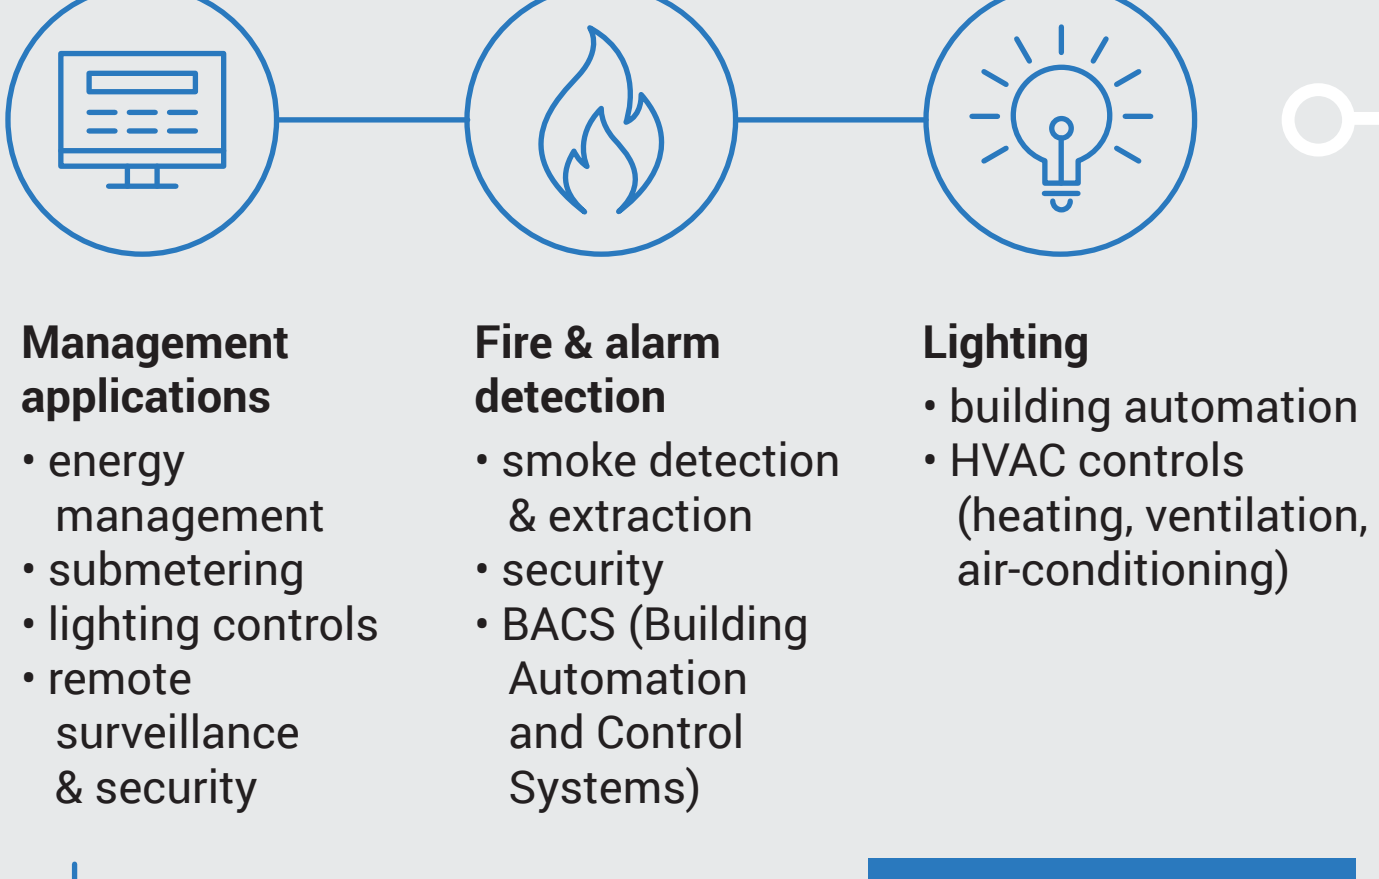 Management
applications
• energy
management
• submetering
• lighting controls
• remote
surveillance
& security
Fire & alarm
detection
• smoke detection
& extraction
• security
• BACS (Building
Automation
and Control
Systems)
Lighting
• building automation
• HVAC controls
(heating, ventilation,
air-conditioning)